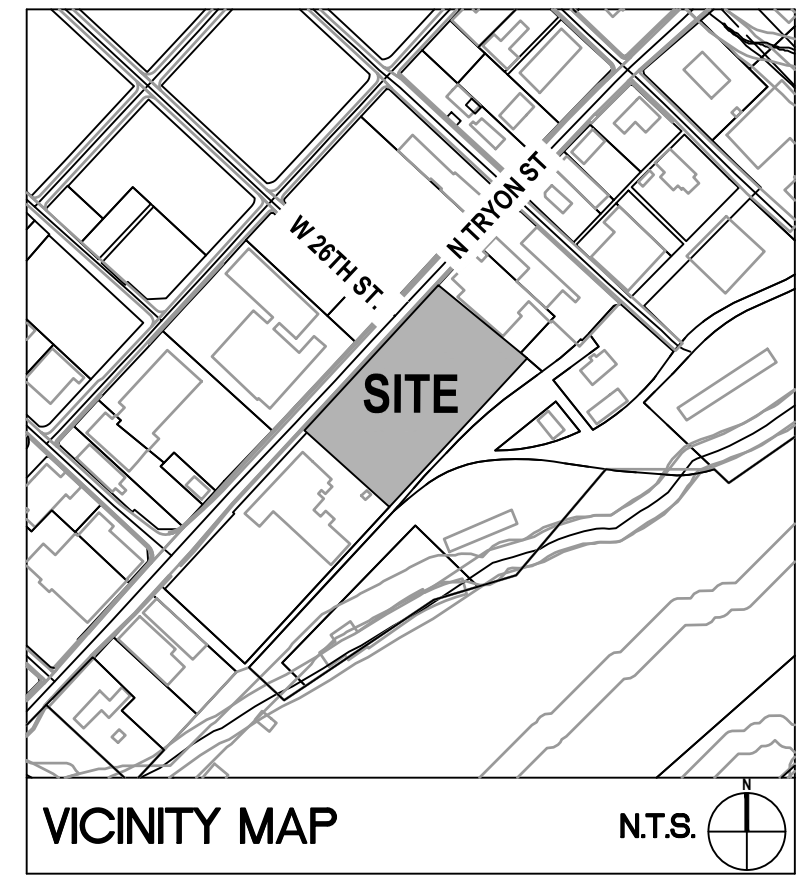 W 26TH ST.
N TRYON ST
SITE
VICINITY MAP
N.T.S.
N